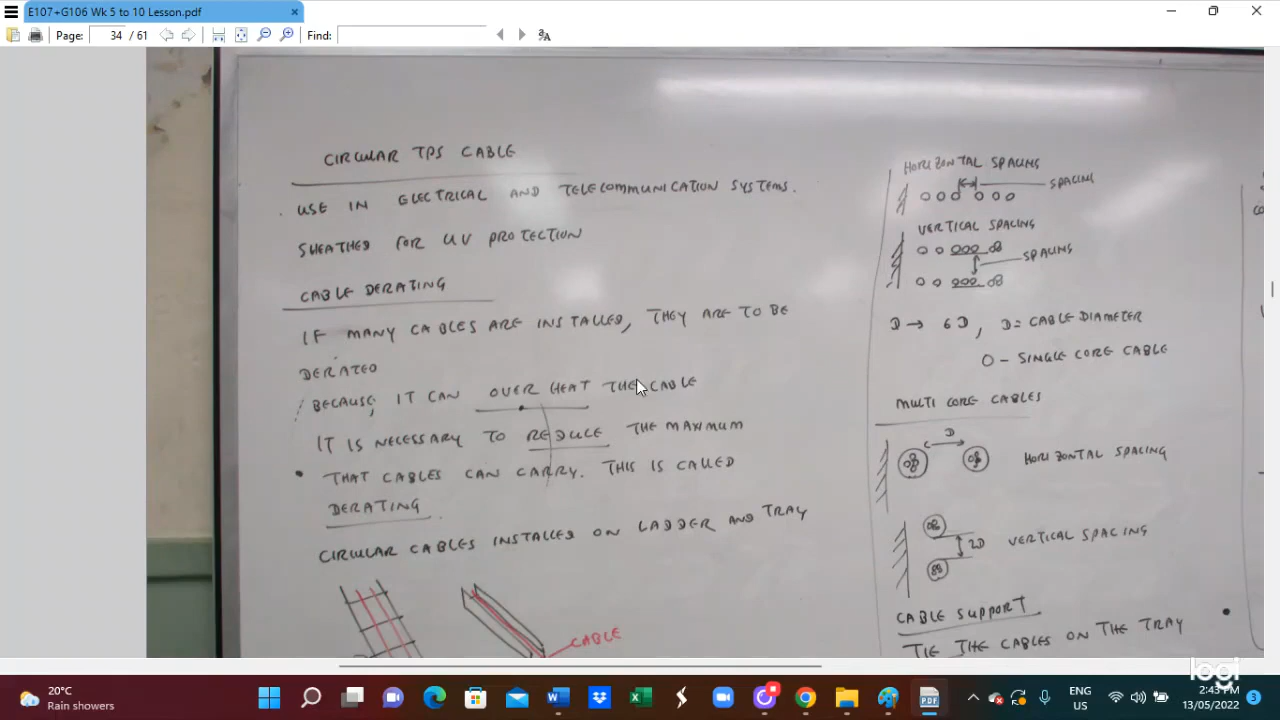 E107+G106 Wk 5 to 10 Lesson.pdf
Page: 34 / 61 Find:
CIRCULAR TPS CABLE
USE IN ELECTRICAL AND TELECOMMUNICATION SYSTEMS.
SHEATHED FOR UV PROTECTION
CABLE DERATING
IF MANY CABLES ARE INSTALLED, THEY ARE TO BE
DERATED
BECAUSE, IT CAN OVER HEAT THE CABLE
IT IS NECESSARY TO REDUCE THE MAXMUM
• THAT CABLES CAN CARRY. THIS IS CALLED
DERATING.
CIRCULAR CABLES INSTALLED ON LADDER AND TRAY
CABLE
HORIZONTAL SPACING
SPACING
VERTICAL SPACING
SPACING
D → 6D, D = CABLE DIAMETER
O - SINGLE CORE CABLE
MULTI CORE CABLES
D
HORIZONTAL SPACING
2D VERTICAL SPACING
CABLE SUPPORT
TIE THE CABLES ON THE TRAY
logi
20°C
Rain showers
ENG
US
2:43 PM
13/05/2022
3